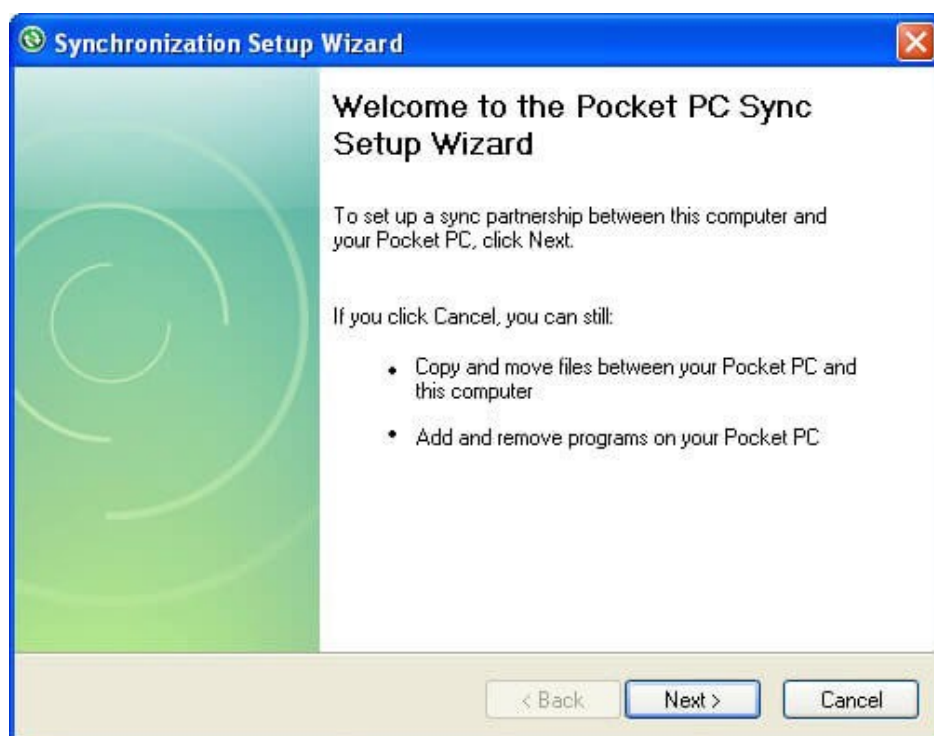 Synchronization Setup Wizard
Welcome to the Pocket PC Sync
Setup Wizard
To set up a sync partnership between this computer and
your Pocket PC, click Next.
If you click Cancel, you can still:
• Copy and move files between your Pocket PC and
this computer
• Add and remove programs on your Pocket PC
< Back
Next >
Cancel